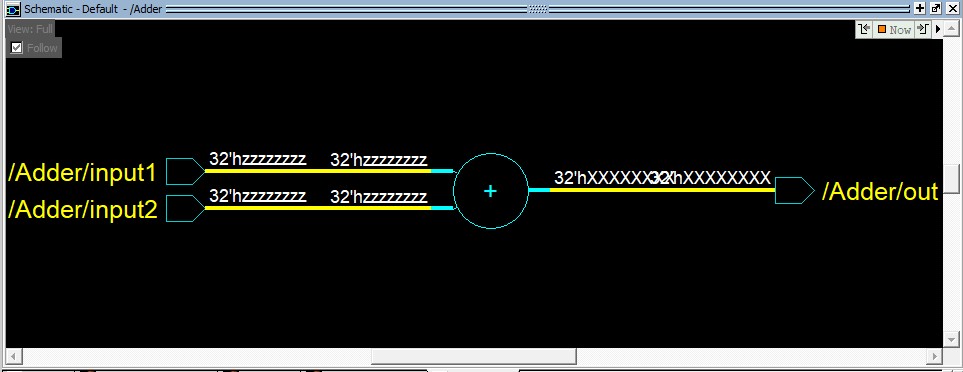 Schematic - Default - /Adder
View: Full
Follow
Now
/Adder/input1
32'hzzzzzzzz 32'hzzzzzzzz
/Adder/input2
32'hzzzzzzzz 32'hzzzzzzzz
+
32'hXXXXXXXX 32'hXXXXXXXX
/Adder/out